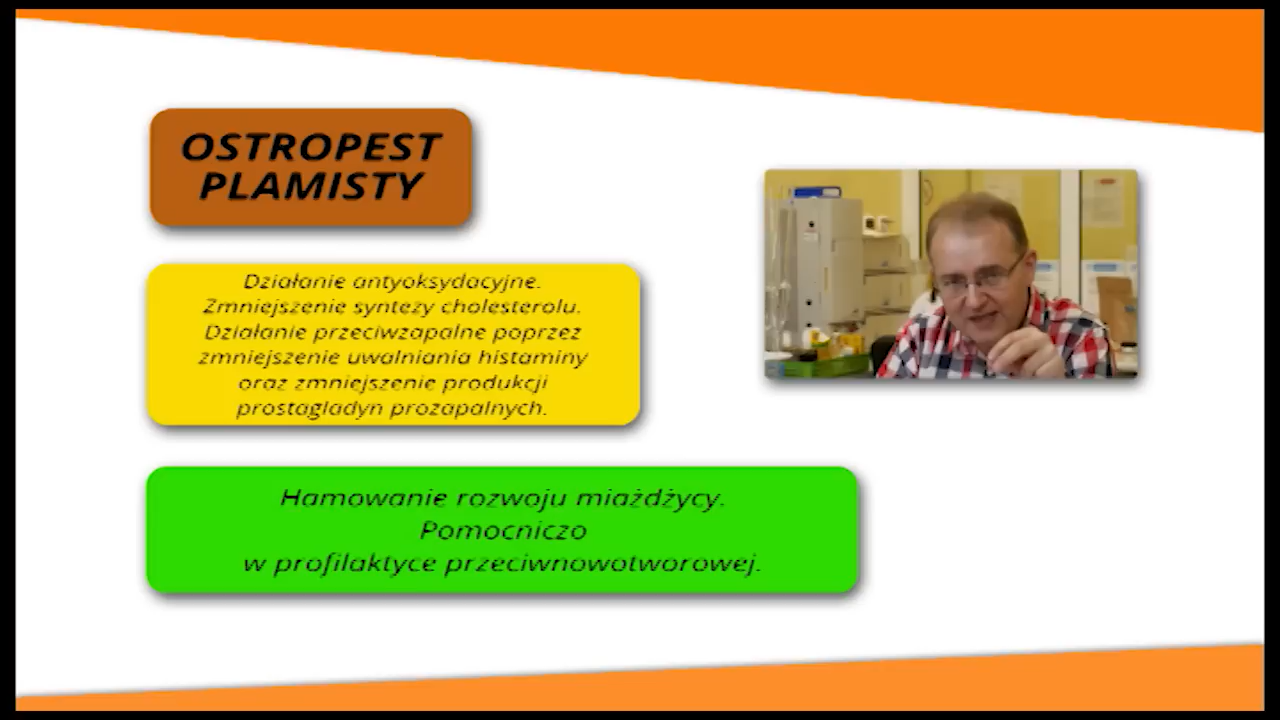 OSTROPEST
PLAMISTY
Działanie antyoksydacyjne.
Zmniejszenie syntezy cholesterolu.
Działanie przeciwzapalne poprzez
zmniejszenie uwalniania histaminy
oraz zmniejszenie produkcji
prostagladyn prozapalnych.
Hamowanie rozwoju miażdżycy.
Pomocniczo
w profilaktyce przeciwnowotworowej.